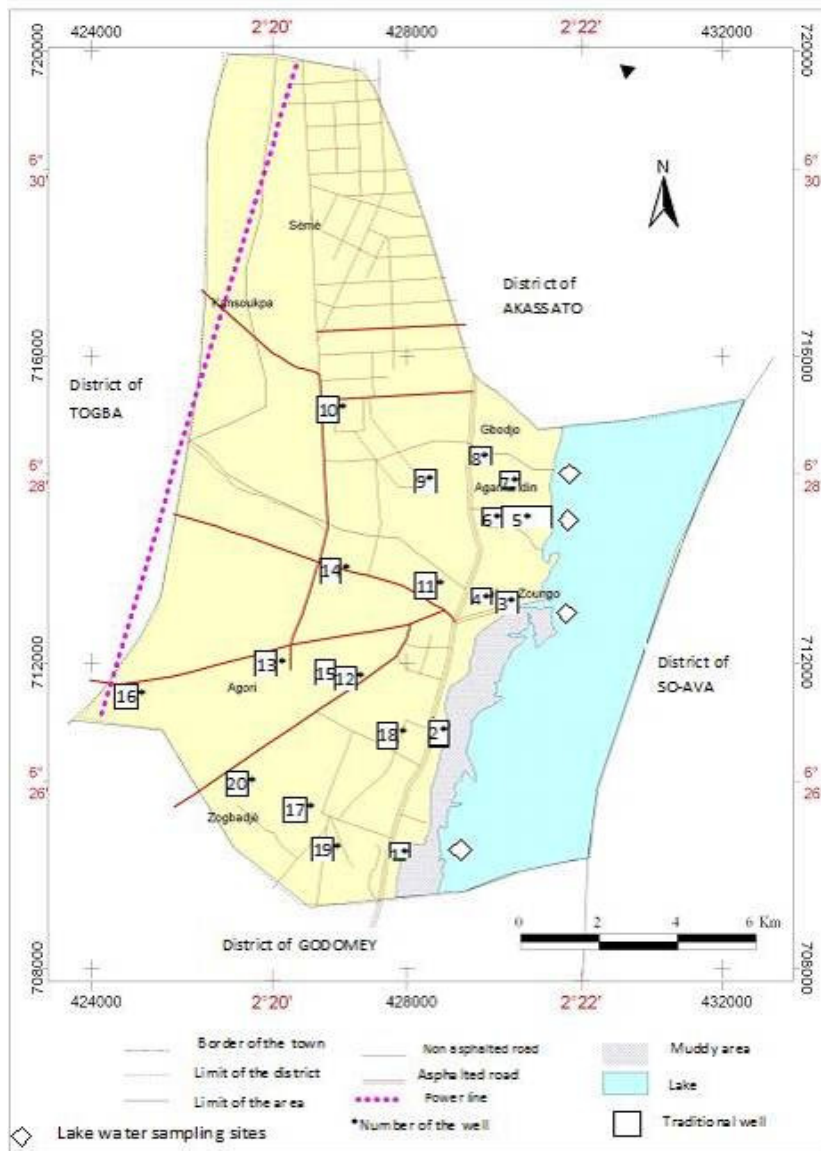 424000 2°20 428000 2°22 432000
720000 720000
6° 30' 6° 30'
N
Sèmè
District of
AKASSATO
Kansoukpa
716000 716000
District of
TOGBA
10
Gbodjo
8
6° 28' 9 7 6° 28'
6 5
14 11 4 3 Zoungo
712000 13 15 12 712000
District of
SO-AVA
Agori
16
18 2
6° 26' 20 6° 26'
17
Zogbadjè
19 1
0 2 4 6 Km
District of GODOMEY
708000 708000
424000 2°20 428000 2°22 432000
Border of the town Non asphalted road Muddy area
Limit of the district Asphalted road Lake
Limit of the area Power line
Number of the well Traditional well
Lake water sampling sites